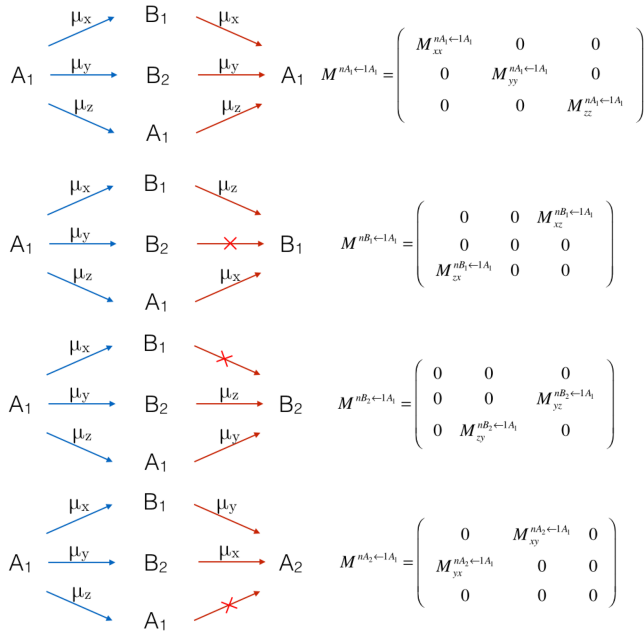 μx B1 μx
A1 μy B2 μy A1 M^{nA1←1A1} = ( M_{xx}^{nA1←1A1} 0 0
0 M_{yy}^{nA1←1A1} 0
0 0 M_{zz}^{nA1←1A1} )
μz A1 μz
μx B1 μz
A1 μy B2 B1 M^{nB1←1A1} = ( 0 0 M_{xz}^{nB1←1A1}
0 0 0
M_{zx}^{nB1←1A1} 0 0 )
μz A1 μx
μx B1
A1 μy B2 μz B2 M^{nB2←1A1} = ( 0 0 0
0 0 M_{yz}^{nB2←1A1}
0 M_{zy}^{nB2←1A1} 0 )
μz A1 μy
μx B1 μy
A1 μy B2 μx A2 M^{nA2←1A1} = ( 0 M_{xy}^{nA2←1A1} 0
M_{yx}^{nA2←1A1} 0 0
0 0 0 )
μz A1